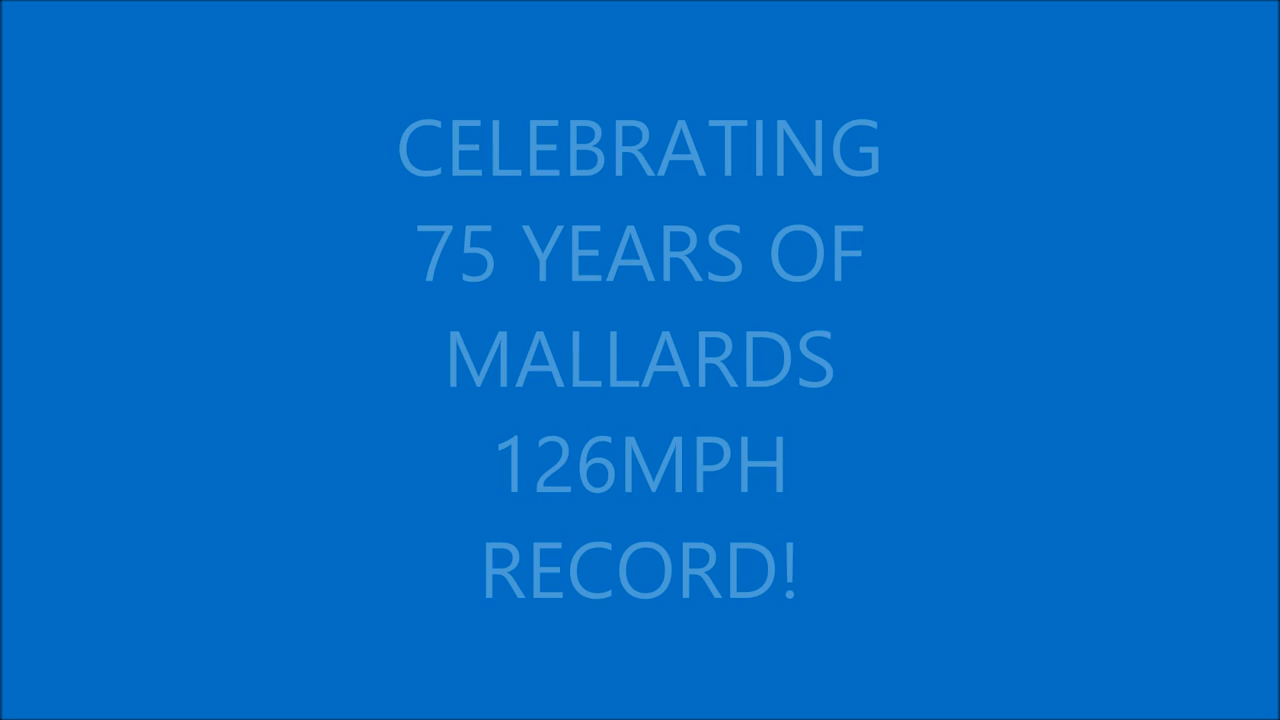 CELEBRATING
75 YEARS OF
MALLARDS
126MPH
RECORD!